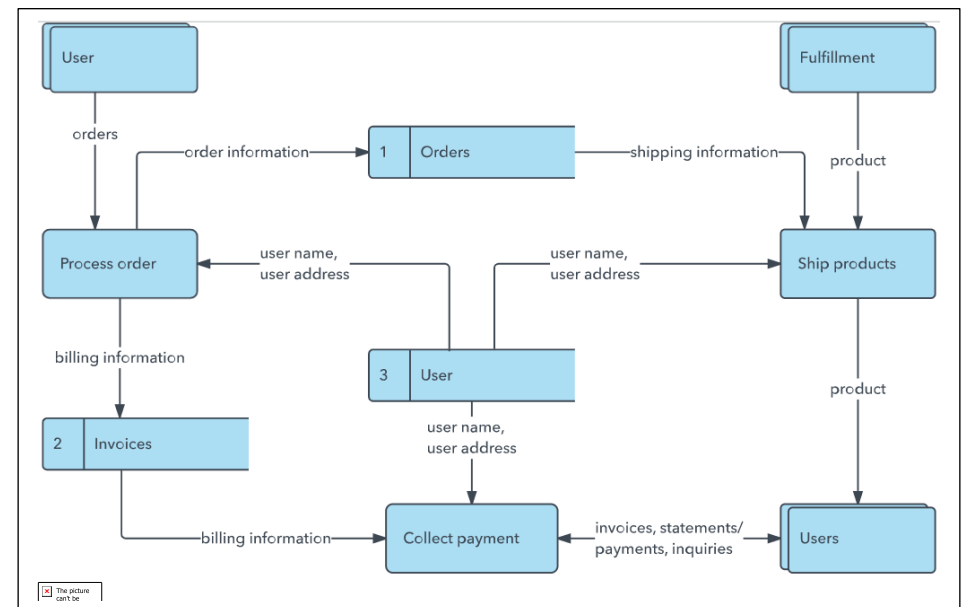 User
Fulfillment
orders
order information
1 Orders
shipping information
product
Process order
user name,
user address
user name,
user address
Ship products
billing information
3 User
product
user name,
user address
2 Invoices
billing information
Collect payment
invoices, statements/
payments, inquiries
Users
The picture
can't be